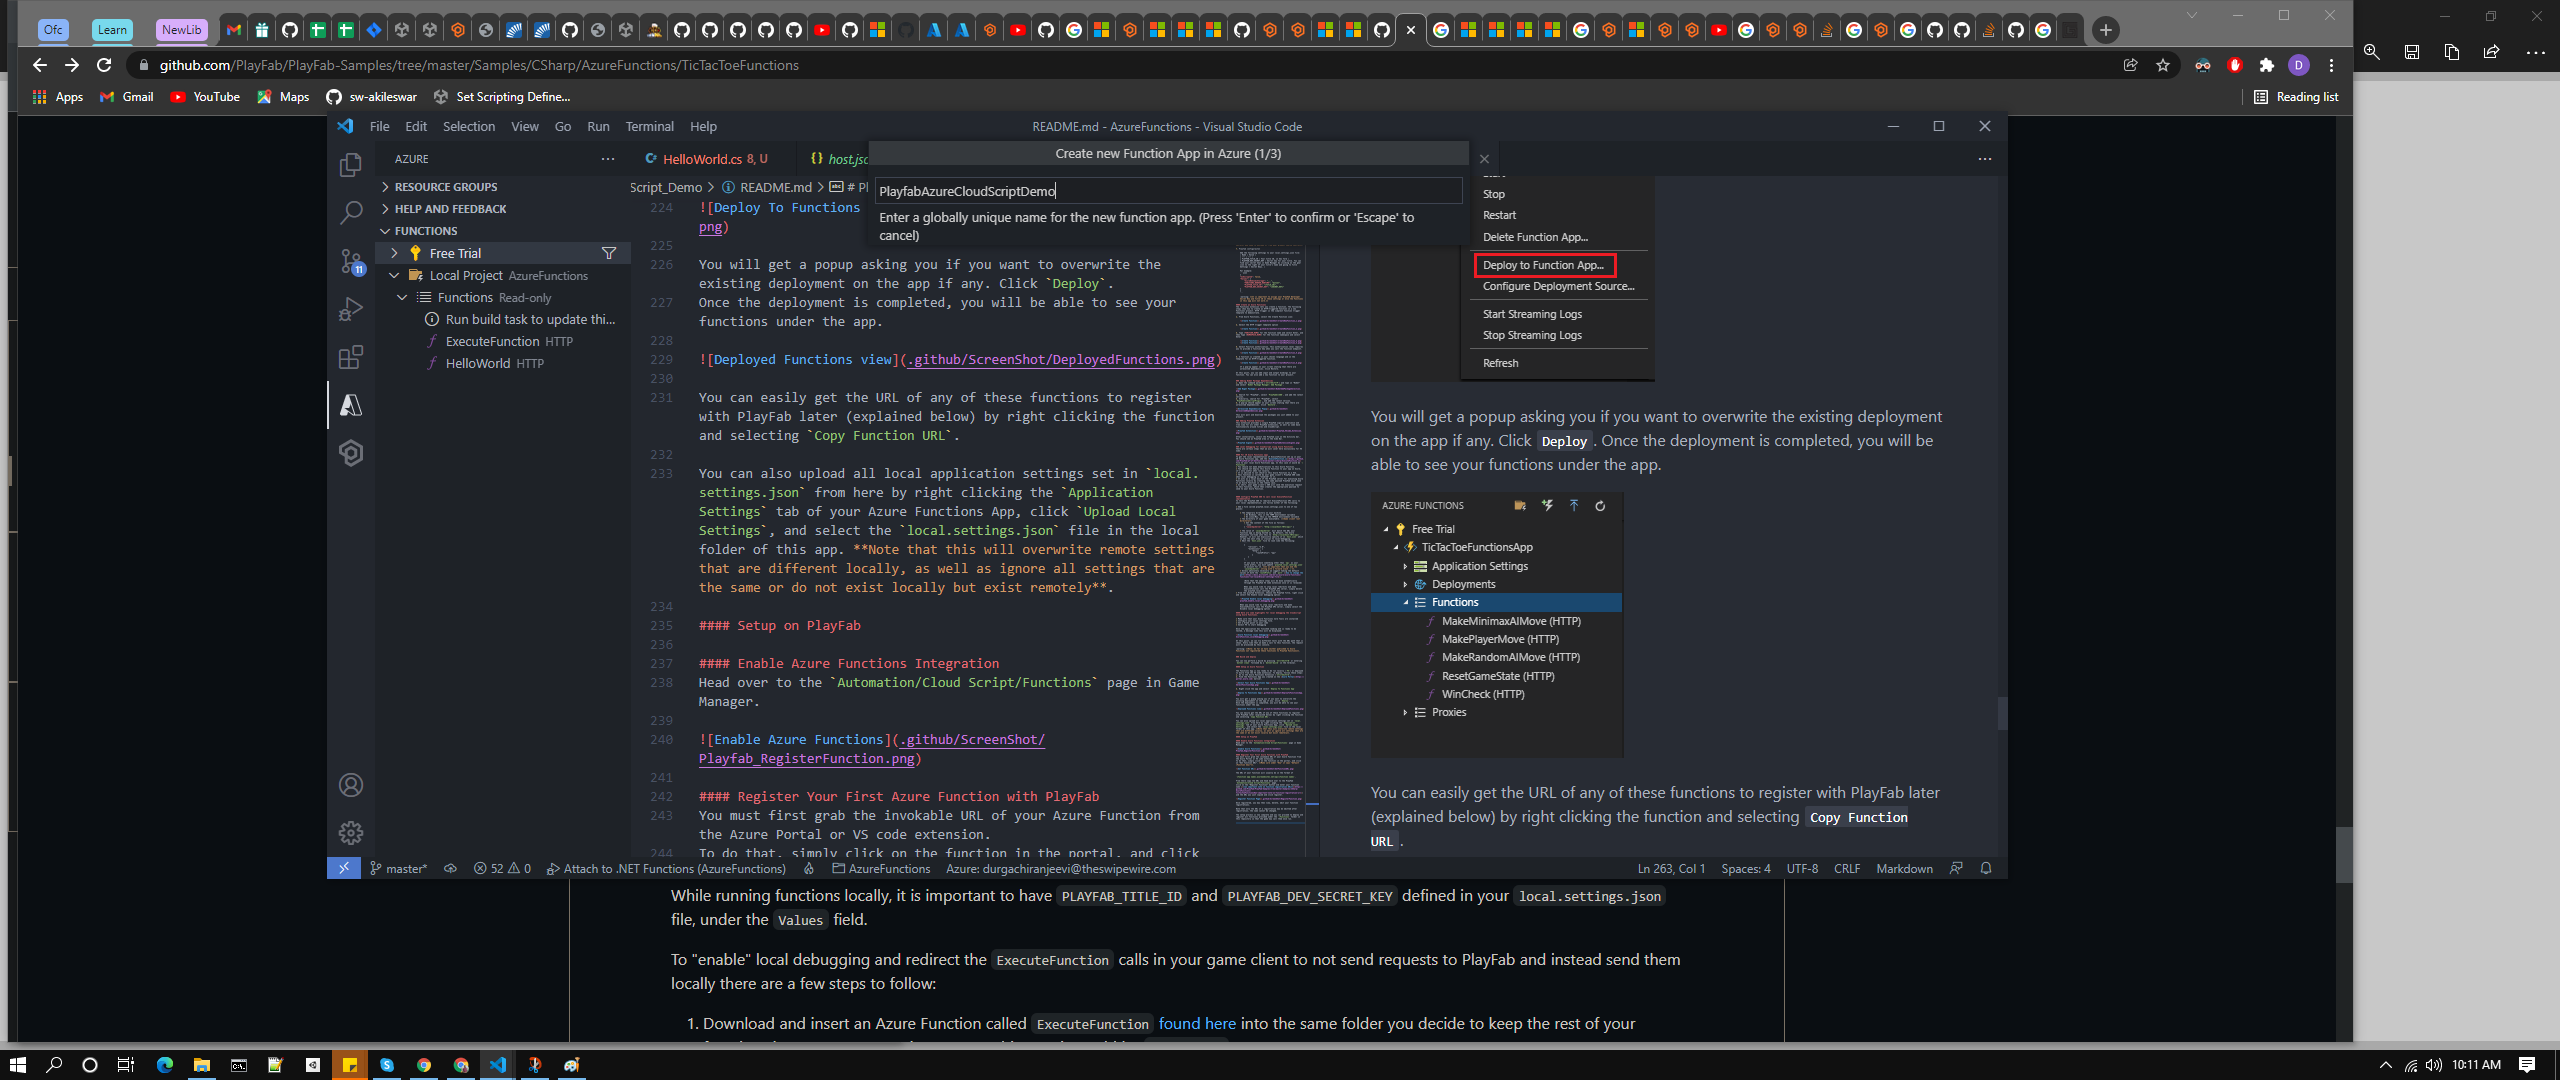 Ofc
Learn
NewLib
github.com/PlayFab/PlayFab-Samples/tree/master/Samples/CSharp/AzureFunctions/TicTacToeFunctions
Apps
Gmail
YouTube
Maps
sw-akileswar
Set Scripting Define...
Reading list
File Edit Selection View Go Run Terminal Help
README.md - AzureFunctions - Visual Studio Code
AZURE
RESOURCE GROUPS
HELP AND FEEDBACK
FUNCTIONS
Free Trial
Local Project AzureFunctions
Functions Read-only
Run build task to update thi...
ExecuteFunction HTTP
HelloWorld HTTP
11
HelloWorld.cs 8, U
host.jsc
Create new Function App in Azure (1/3)
PlayfabAzureCloudScriptDemo
Enter a globally unique name for the new function app. (Press 'Enter' to confirm or 'Escape' to
cancel)
Script_Demo > README.md >
224 ![Deploy To Functions
png)
225
226 You will get a popup asking you if you want to overwrite the
existing deployment on the app if any. Click `Deploy`.
227 Once the deployment is completed, you will be able to see your
functions under the app.
228
229 ![Deployed Functions view](.github/ScreenShot/DeployedFunctions.png)
230
231 You can easily get the URL of any of these functions to register
with PlayFab later (explained below) by right clicking the function
and selecting `Copy Function URL`.
232
233 You can also upload all local application settings set in `local.
settings.json` from here by right clicking the `Application
Settings` tab of your Azure Functions App, click `Upload Local
Settings`, and select the `local.settings.json` file in the local
folder of this app. **Note that this will overwrite remote settings
that are different locally, as well as ignore all settings that are
the same or do not exist locally but exist remotely**.
234
235 #### Setup on PlayFab
236
237 #### Enable Azure Functions Integration
238 Head over to the `Automation/Cloud Script/Functions` page in Game
Manager.
239
240 ![Enable Azure Functions](.github/ScreenShot/
Playfab_RegisterFunction.png)
241
242 #### Register Your First Azure Function with PlayFab
243 You must first grab the invokable URL of your Azure Function from
the Azure Portal or VS code extension.
244 To do that, simply click on the function in the portal, and click
Stop
Restart
Delete Function App...
Deploy to Function App...
Configure Deployment Source...
Start Streaming Logs
Stop Streaming Logs
Refresh
You will get a popup asking you if you want to overwrite the existing deployment
on the app if any. Click Deploy. Once the deployment is completed, you will be
able to see your functions under the app.
AZURE: FUNCTIONS
Free Trial
TicTacToeFunctionsApp
Application Settings
Deployments
Functions
MakeMinimaxAIMove (HTTP)
MakePlayerMove (HTTP)
MakeRandomAIMove (HTTP)
ResetGameState (HTTP)
WinCheck (HTTP)
Proxies
You can easily get the URL of any of these functions to register with PlayFab later
(explained below) by right clicking the function and selecting Copy Function
URL.
master* 52 0 Attach to .NET Functions (AzureFunctions) AzureFunctions Azure: durgachiranjeevi@theswipewire.com Ln 263, Col 1 Spaces: 4 UTF-8 CRLF Markdown
While running functions locally, it is important to have PLAYFAB_TITLE_ID and PLAYFAB_DEV_SECRET_KEY defined in your local.settings.json
file, under the Values field.
To "enable" local debugging and redirect the ExecuteFunction calls in your game client to not send requests to PlayFab and instead send them
locally there are a few steps to follow:
1. Download and insert an Azure Function called ExecuteFunction found here into the same folder you decide to keep the rest of your
10:11 AM